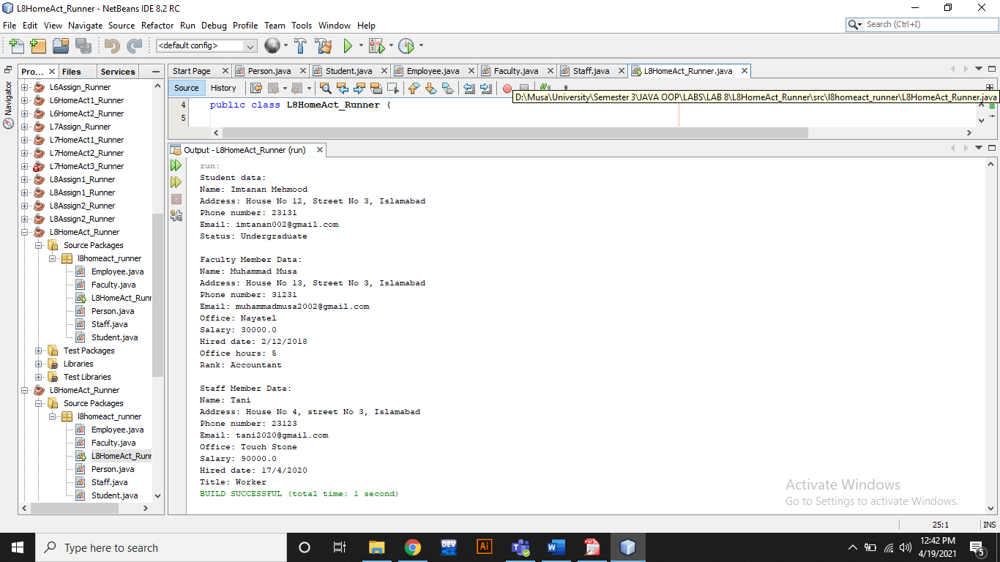 L8HomeAct_Runner - NetBeans IDE 8.2 RC
File Edit View Navigate Source Refactor Run Debug Profile Team Tools Window Help
Search (Ctrl+I)
<default config>
Pro... Files Services
Start Page Person.java Student.java Employee.java Faculty.java Staff.java L8HomeAct_Runner.java
Source History
D:\Musa\University\Semester 3\JAVA OOP\LABS\LAB 8\L8HomeAct_Runner\src\l8homeact_runner\L8HomeAct_Runner.java
4 public class L8HomeAct_Runner {
5
Navigator
L6Assign_Runner
L6HomeAct1_Runner
L6HomeAct2_Runner
L7Assign_Runner
L7HomeAct1_Runner
L7HomeAct2_Runner
L7HomeAct3_Runner
L8Assign1_Runner
L8Assign1_Runner
L8Assign2_Runner
L8Assign2_Runner
L8HomeAct_Runner
Source Packages
l8homeact_runner
Employee.java
Faculty.java
L8HomeAct_Runr
Person.java
Staff.java
Student.java
Test Packages
Libraries
Test Libraries
L8HomeAct_Runner
Source Packages
l8homeact_runner
Employee.java
Faculty.java
L8HomeAct_Runr
Person.java
Staff.java
Student.java
Output - L8HomeAct_Runner (run)
run:
Student data:
Name: Imtanan Mehmood
Address: House No 12, Street No 3, Islamabad
Phone number: 23131
Email: imtanan002@gmail.com
Status: Undergraduate
Faculty Member Data:
Name: Muhammad Musa
Address: House No 13, Street No 3, Islamabad
Phone number: 31231
Email: muhammadmusa2002@gmail.com
Office: Nayatel
Salary: 30000.0
Hired date: 2/12/2018
Office hours: 5
Rank: Accountant
Staff Member Data:
Name: Tani
Address: House No 4, street No 3, Islamabad
Phone number: 23123
Email: tani2020@gmail.com
Office: Touch Stone
Salary: 90000.0
Hired date: 17/4/2020
Title: Worker
BUILD SUCCESSFUL (total time: 1 second)
Activate Windows
Go to Settings to activate Windows.
25:1 INS
Type here to search
DEV
Ai
PDF
12:42 PM
4/19/2021
5